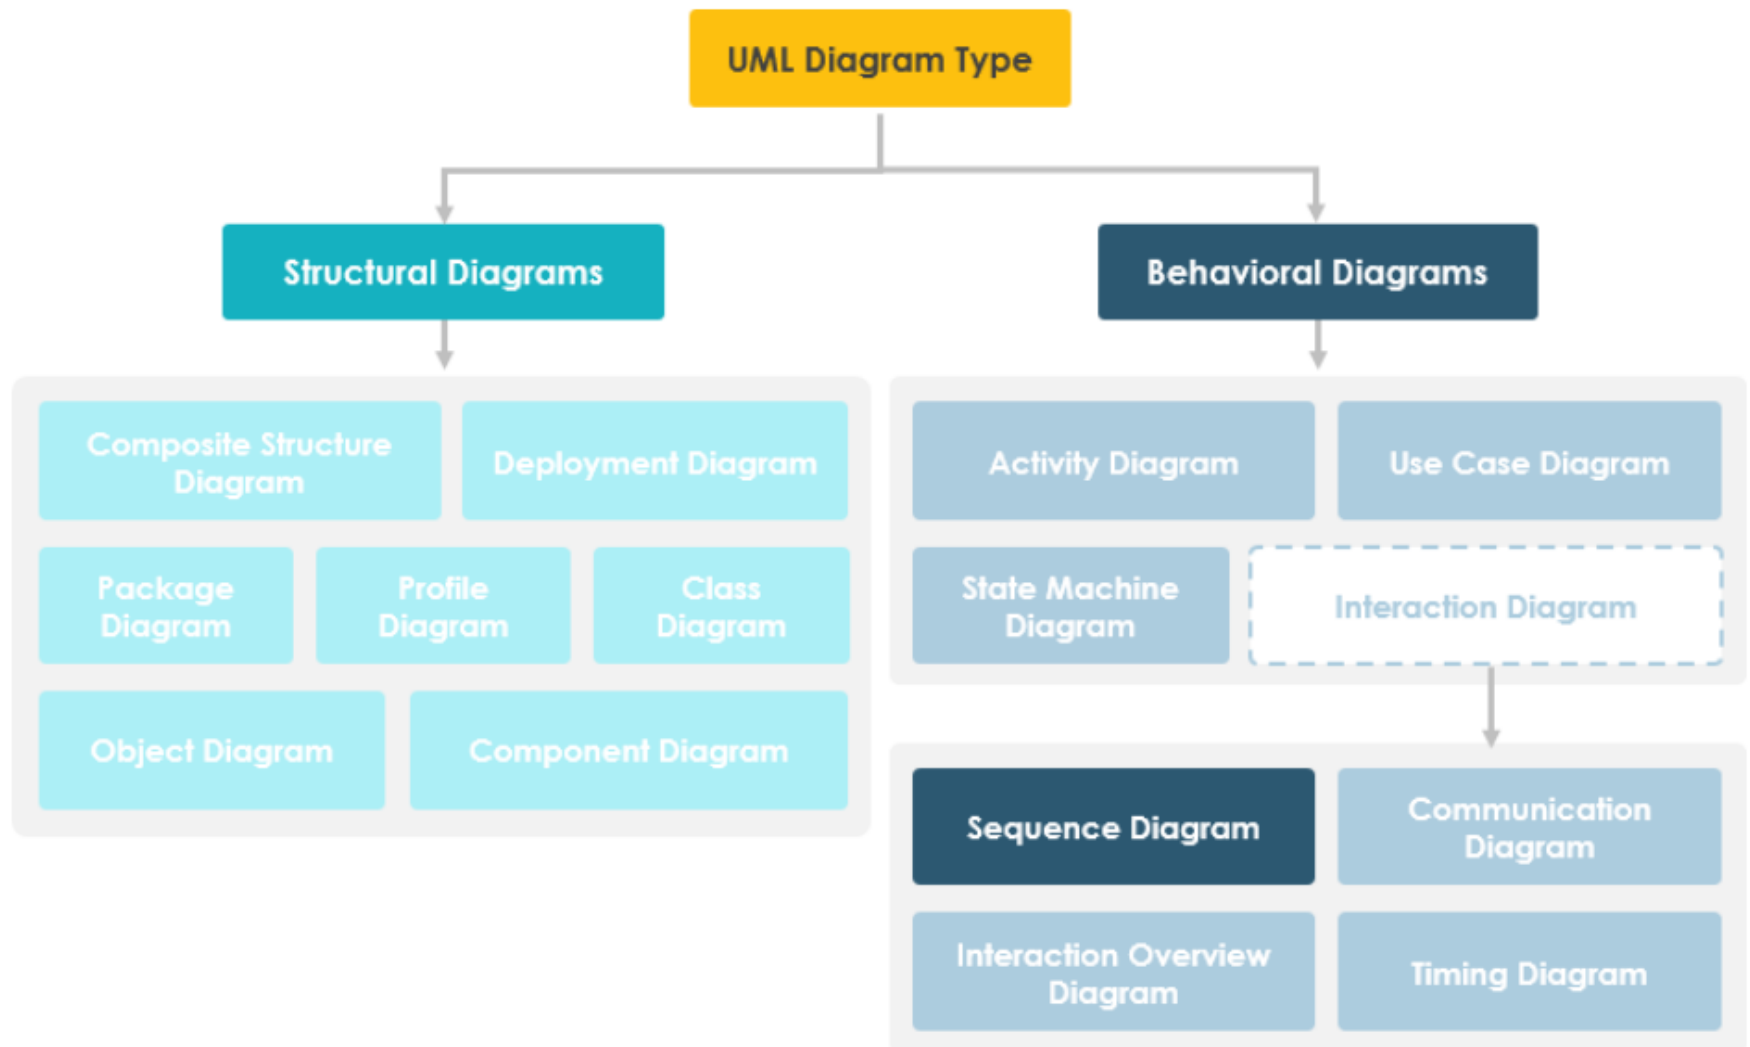 UML Diagram Type
Structural Diagrams
Behavioral Diagrams
Composite Structure
Diagram
Deployment Diagram
Package
Diagram
Profile
Diagram
Class
Diagram
Object Diagram
Component Diagram
Activity Diagram
Use Case Diagram
State Machine
Diagram
Interaction Diagram
Sequence Diagram
Communication
Diagram
Interaction Overview
Diagram
Timing Diagram